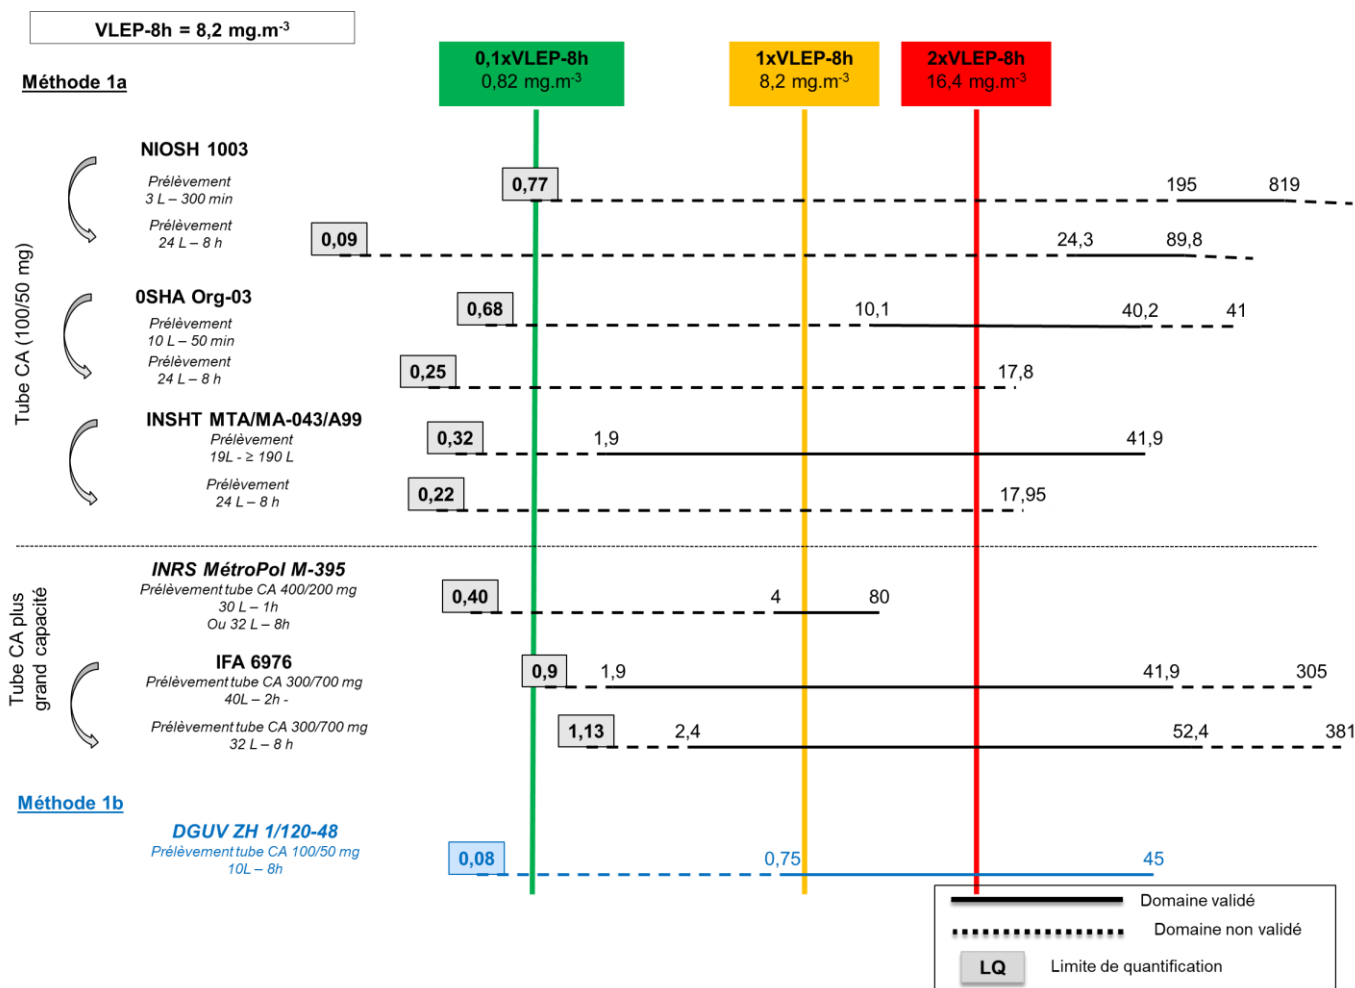 VLEP-8h = 8,2 mg.m-3
0,1xVLEP-8h
0,82 mg.m-3
1xVLEP-8h
8,2 mg.m-3
2xVLEP-8h
16,4 mg.m-3
Méthode 1a
Tube CA (100/50 mg)
NIOSH 1003
Prélèvement
3 L – 300 min
0,77
195
819
Prélèvement
24 L – 8 h
0,09
24,3
89,8
0SHA Org-03
Prélèvement
10 L – 50 min
0,68
10,1
40,2
41
Prélèvement
24 L – 8 h
0,25
17,8
INSHT MTA/MA-043/A99
Prélèvement
19L - ≥ 190 L
0,32
1,9
41,9
Prélèvement
24 L – 8 h
0,22
17,95
Tube CA plus
grand capacité
INRS MétroPol M-395
Prélèvement tube CA 400/200 mg
30 L – 1h
Ou 32 L – 8h
0,40
4
80
IFA 6976
Prélèvement tube CA 300/700 mg
40L – 2h -
0,9
1,9
41,9
305
Prélèvement tube CA 300/700 mg
32 L – 8 h
1,13
2,4
52,4
381
Méthode 1b
DGUV ZH 1/120-48
Prélèvement tube CA 100/50 mg
10L – 8h
0,08
0,75
45
Domaine validé
Domaine non validé
LQ
Limite de quantification